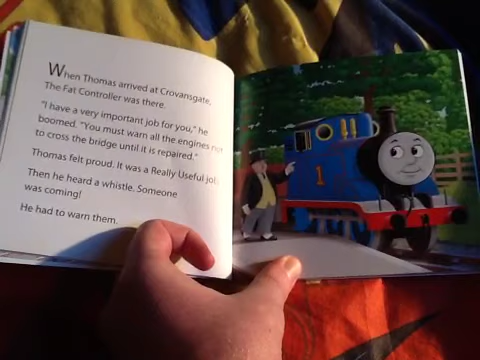 When Thomas arrived at Crovansgate,
The Fat Controller was there.
"I have a very important job for you," he
boomed. "You must warn all the engines
to cross the bridge until it is repaired."
Thomas felt proud. It was a Really Useful
Then he heard a whistle. Someone
was coming!
He had to warn them.
1